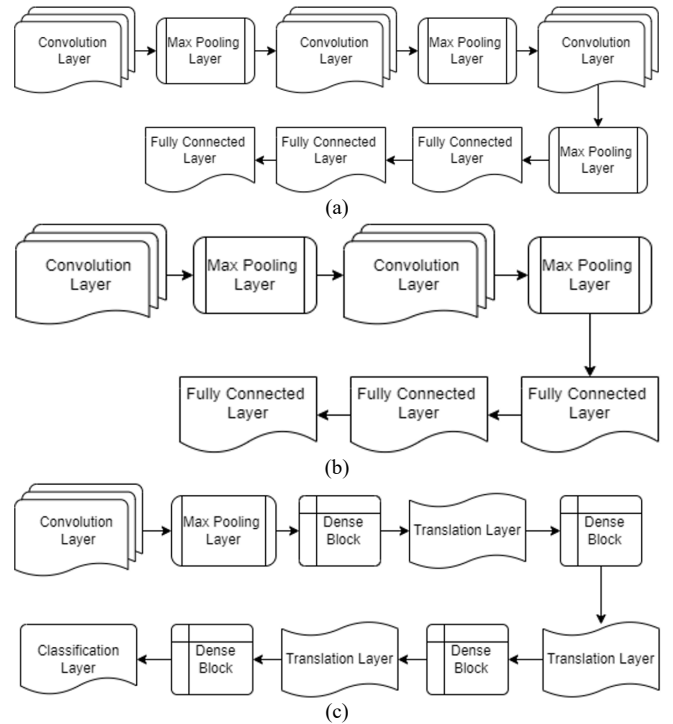 Convolution
Layer
Max Pooling
Layer
Convolution
Layer
Max Pooling
Layer
Convolution
Layer
Fully Connected
Layer
Fully Connected
Layer
Fully Connected
Layer
Max Pooling
Layer
(a)
Convolution
Layer
Max Pooling
Layer
Convolution
Layer
Max Pooling
Layer
Fully Connected
Layer
Fully Connected
Layer
Fully Connected
Layer
(b)
Convolution
Layer
Max Pooling
Layer
Dense
Block
Translation Layer
Dense
Block
Classification
Layer
Dense
Block
Translation Layer
Dense
Block
Translation Layer
(c)